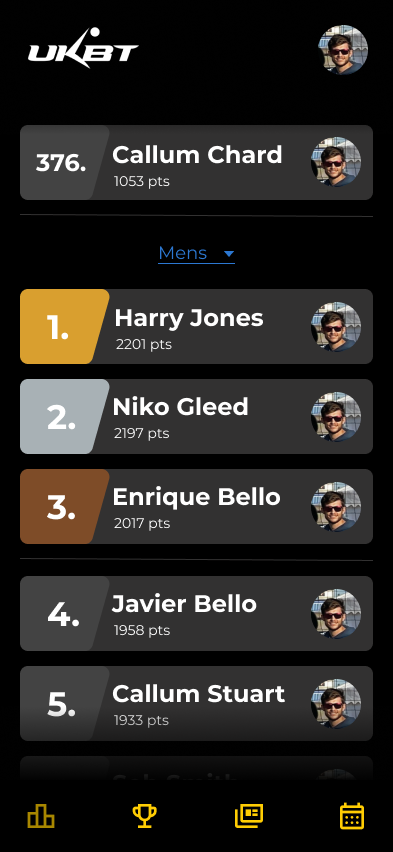 UKBT
376.
Callum Chard
1053 pts
Mens
1.
Harry Jones
2201 pts
2.
Niko Gleed
2197 pts
3.
Enrique Bello
2017 pts
4.
Javier Bello
1958 pts
5.
Callum Stuart
1933 pts